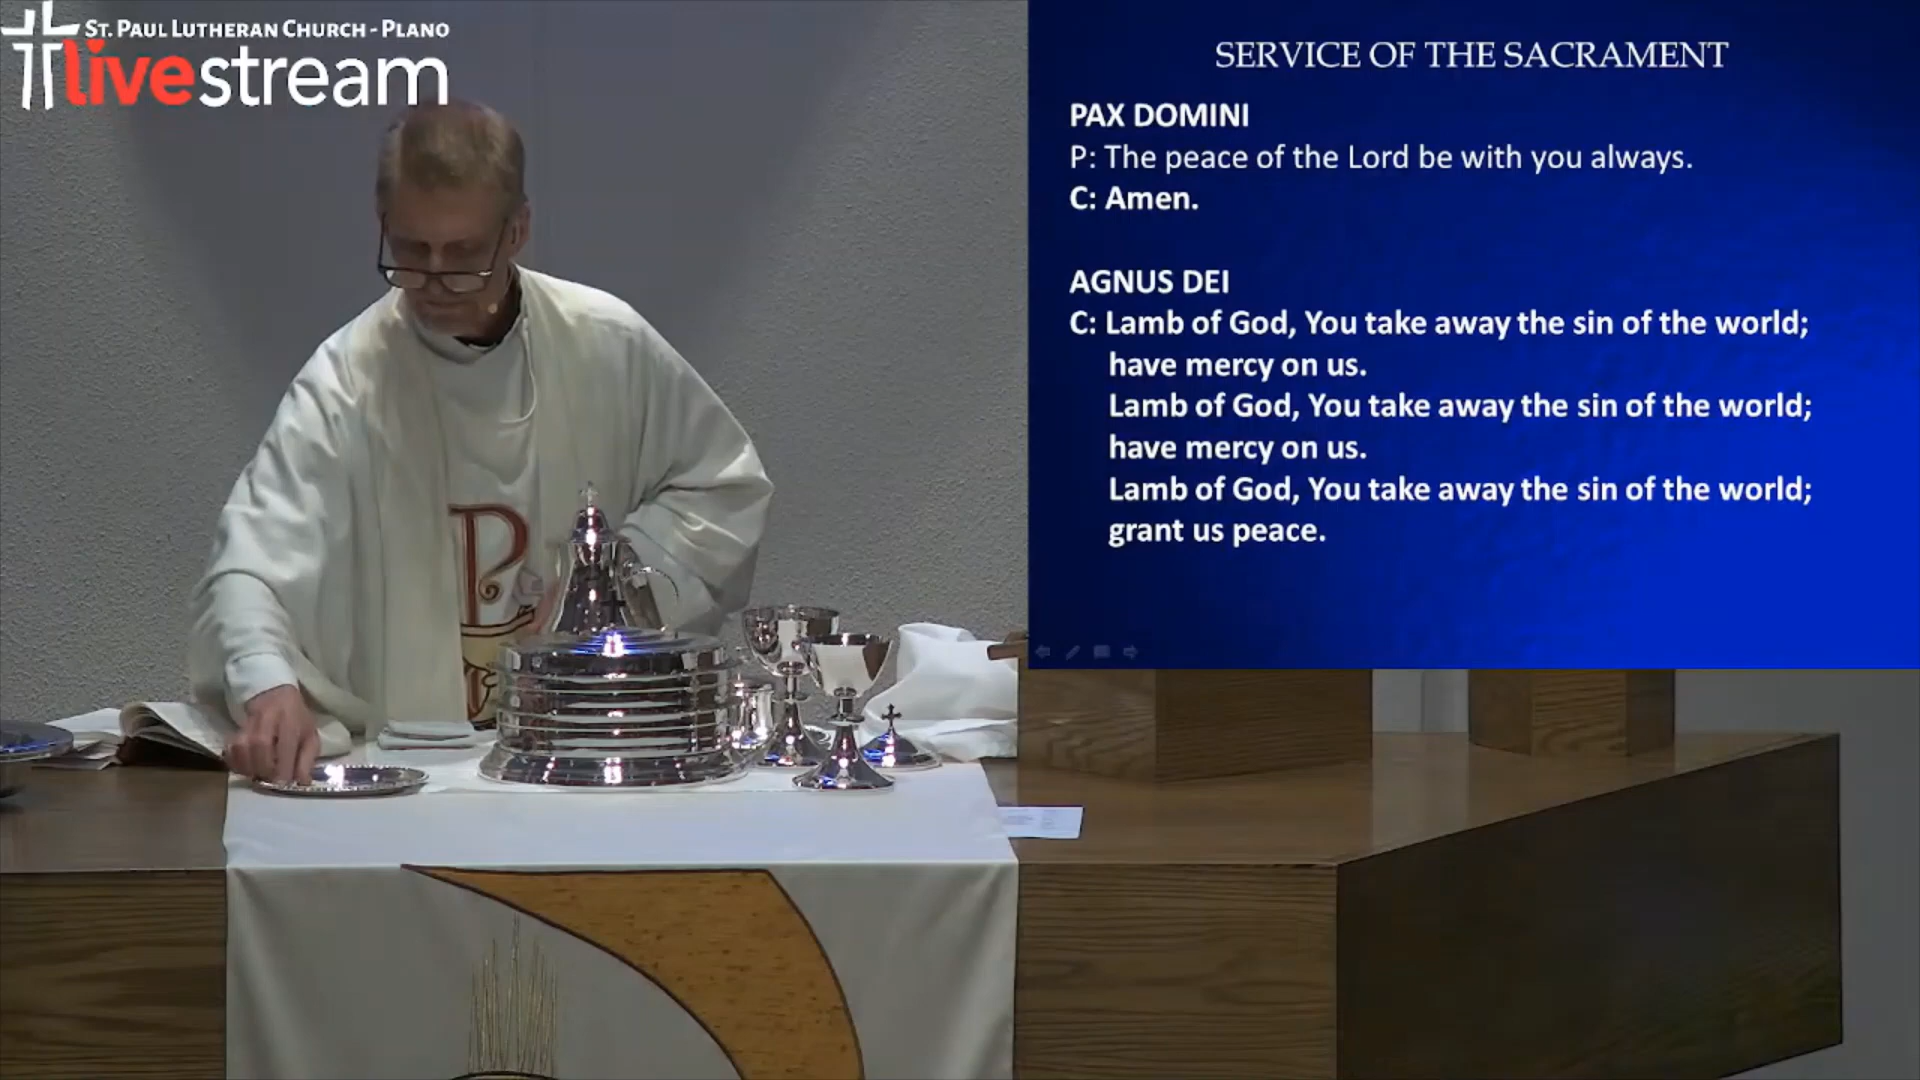 ST. PAUL LUTHERAN CHURCH - PLANO
livestream
SERVICE OF THE SACRAMENT
PAX DOMINI
P: The peace of the Lord be with you always.
C: Amen.
AGNUS DEI
C: Lamb of God, You take away the sin of the world;
have mercy on us.
Lamb of God, You take away the sin of the world;
have mercy on us.
Lamb of God, You take away the sin of the world;
grant us peace.